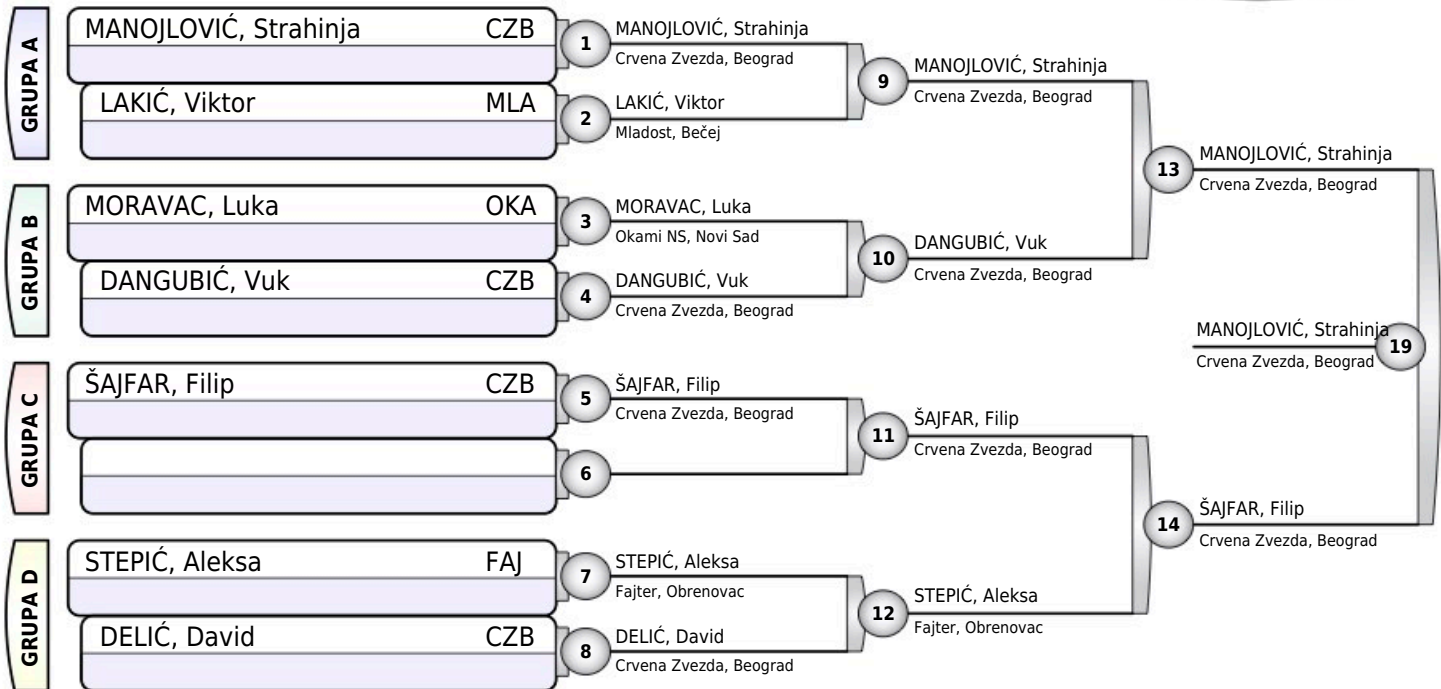 GRUPA A
MANOJLOVIĆ, Strahinja CZB
LAKIĆ, Viktor MLA
GRUPA B
MORAVAC, Luka OKA
DANGUBIĆ, Vuk CZB
GRUPA C
ŠAJFAR, Filip CZB
GRUPA D
STEPIĆ, Aleksa FAJ
DELIĆ, David CZB
1
MANOJLOVIĆ, Strahinja
Crvena Zvezda, Beograd
2
LAKIĆ, Viktor
Mladost, Bečej
3
MORAVAC, Luka
Okami NS, Novi Sad
4
DANGUBIĆ, Vuk
Crvena Zvezda, Beograd
5
ŠAJFAR, Filip
Crvena Zvezda, Beograd
6
7
STEPIĆ, Aleksa
Fajter, Obrenovac
8
DELIĆ, David
Crvena Zvezda, Beograd
9
MANOJLOVIĆ, Strahinja
Crvena Zvezda, Beograd
10
DANGUBIĆ, Vuk
Crvena Zvezda, Beograd
11
ŠAJFAR, Filip
Crvena Zvezda, Beograd
12
STEPIĆ, Aleksa
Fajter, Obrenovac
13
MANOJLOVIĆ, Strahinja
Crvena Zvezda, Beograd
14
ŠAJFAR, Filip
Crvena Zvezda, Beograd
MANOJLOVIĆ, Strahinja
Crvena Zvezda, Beograd
19